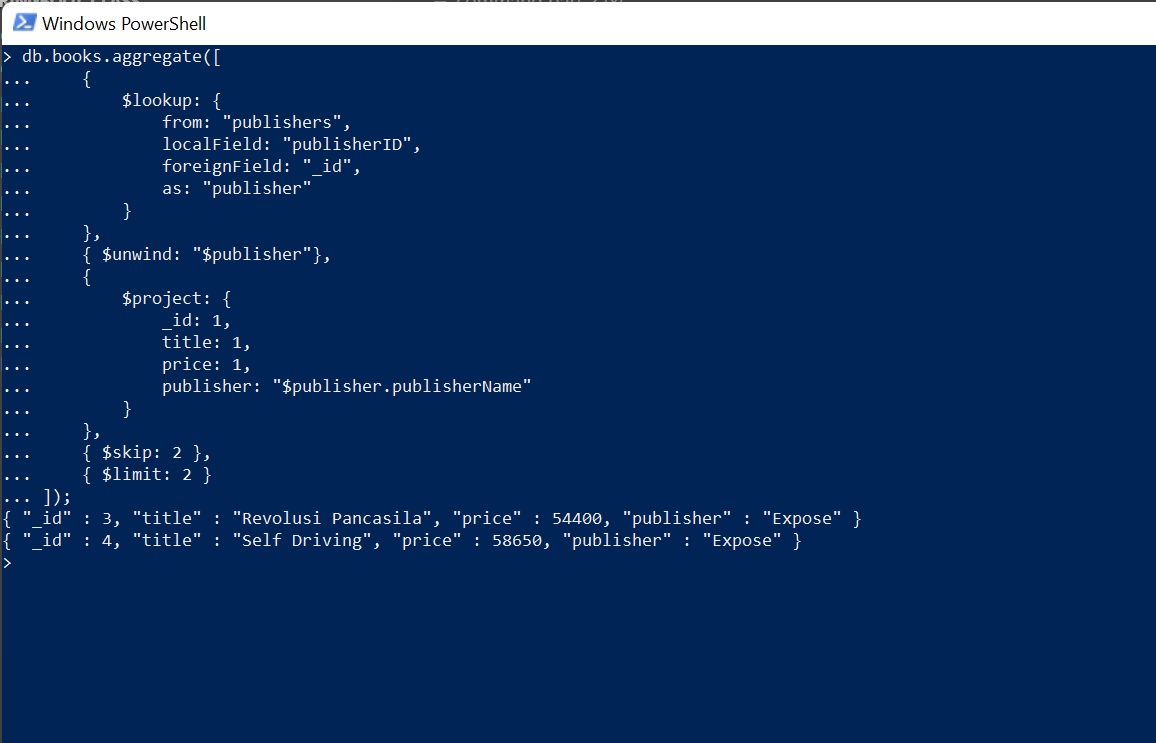 Windows PowerShell
> db.books.aggregate([
...     {
...         $lookup: {
...             from: "publishers",
...             localField: "publisherID",
...             foreignField: "_id",
...             as: "publisher"
...         }
...     },
...     { $unwind: "$publisher"},
...     {
...         $project: {
...             _id: 1,
...             title: 1,
...             price: 1,
...             publisher: "$publisher.publisherName"
...         }
...     },
...     { $skip: 2 },
...     { $limit: 2 }
... ]);
{ "_id" : 3, "title" : "Revolusi Pancasila", "price" : 54400, "publisher" : "Expose" }
{ "_id" : 4, "title" : "Self Driving", "price" : 58650, "publisher" : "Expose" }
>